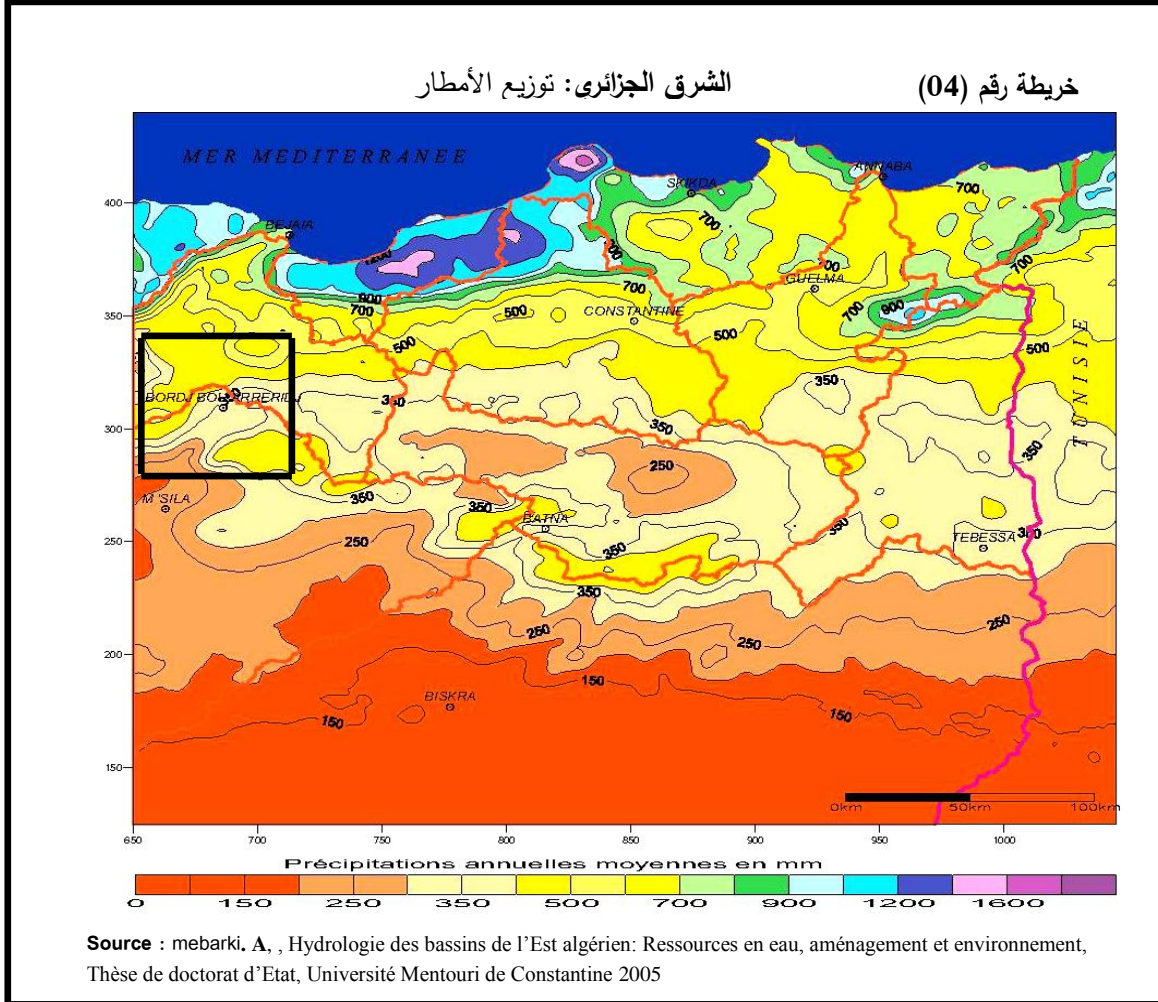 خريطة رقم (04) الشرق الجزائري: توزيع الأمطار
MER MEDITERRANEE
ANNABA
SKIKDA
700
400
BEJAIA
700
700
700
GUELMA
900
700
700
900
700
350
500
CONSTANTINE
500
500
500
TUNISIE
350
BORDJ
300
350
350
250
M'SILA
350
350
BATNA
250
250
350
350
TEBESSA
350
250
250
250
200
150
BISKRA
150
150
150
0km 50km 100km
650 700 750 800 850 900 950 1000
Précipitations annuelles moyennes en mm
0 150 250 350 500 700 900 1200 1600
Source : mebarki. A, , Hydrologie des bassins de l'Est algérien: Ressources en eau, aménagement et environnement,
Thèse de doctorat d'Etat, Université Mentouri de Constantine 2005